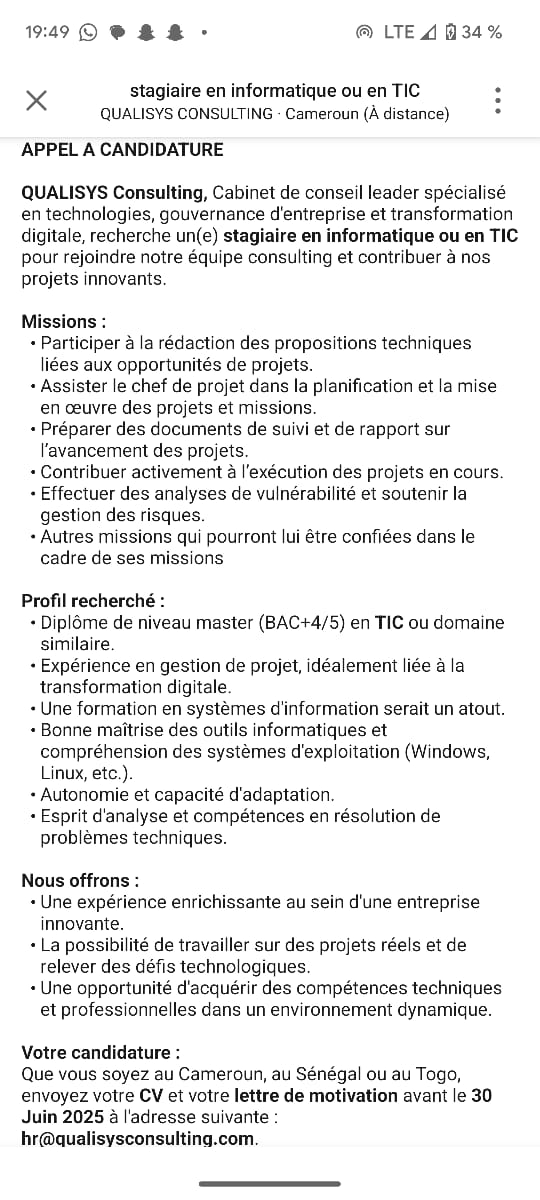 19:49
LTE 34 %
stagiaire en informatique ou en TIC
QUALISYS CONSULTING · Cameroun (À distance)
APPEL A CANDIDATURE
QUALISYS Consulting, Cabinet de conseil leader spécialisé
en technologies, gouvernance d'entreprise et transformation
digitale, recherche un(e) stagiaire en informatique ou en TIC
pour rejoindre notre équipe consulting et contribuer à nos
projets innovants.
Missions :
• Participer à la rédaction des propositions techniques
liées aux opportunités de projets.
• Assister le chef de projet dans la planification et la mise
en œuvre des projets et missions.
• Préparer des documents de suivi et de rapport sur
l'avancement des projets.
• Contribuer activement à l'exécution des projets en cours.
• Effectuer des analyses de vulnérabilité et soutenir la
gestion des risques.
• Autres missions qui pourront lui être confiées dans le
cadre de ses missions
Profil recherché :
• Diplôme de niveau master (BAC+4/5) en TIC ou domaine
similaire.
• Expérience en gestion de projet, idéalement liée à la
transformation digitale.
• Une formation en systèmes d'information serait un atout.
• Bonne maîtrise des outils informatiques et
compréhension des systèmes d'exploitation (Windows,
Linux, etc.).
• Autonomie et capacité d'adaptation.
• Esprit d'analyse et compétences en résolution de
problèmes techniques.
Nous offrons :
• Une expérience enrichissante au sein d'une entreprise
innovante.
• La possibilité de travailler sur des projets réels et de
relever des défis technologiques.
• Une opportunité d'acquérir des compétences techniques
et professionnelles dans un environnement dynamique.
Votre candidature :
Que vous soyez au Cameroun, au Sénégal ou au Togo,
envoyez votre CV et votre lettre de motivation avant le 30
Juin 2025 à l'adresse suivante :
hr@qualisysconsulting.com.